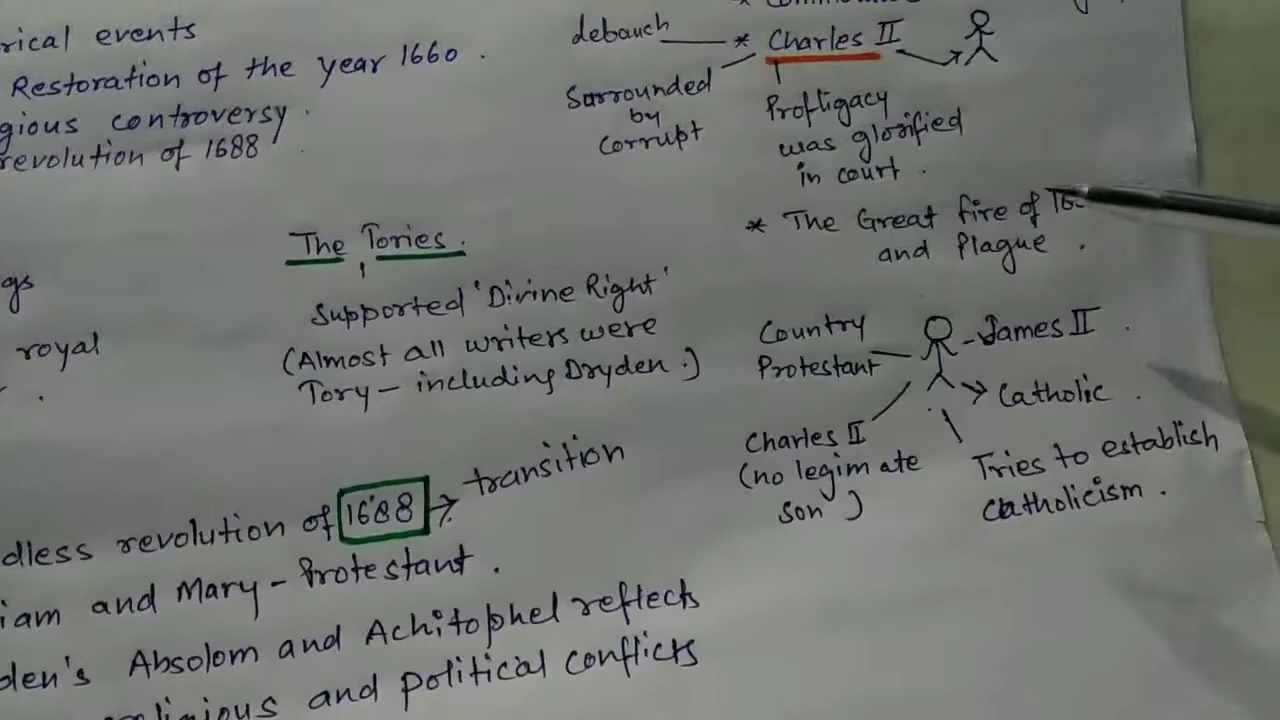 rical events
Restoration of the year 1660.
gious controversy.
revolution of 1688
debauch * Charles II
Surrounded
by
corrupt
Profligacy
was glorified
in court.
* The Great fire of
and Plague.
gs
royal
The Tories.
Supported 'Divine Right'
(Almost all writers were
Tory - including Dryden.)
Country
Protestant
- James II.
Catholic.
Charles II
(no legimate
son)
Tries to establish
Catholicism.
dless revolution of 1688 → transition
iam and Mary - Protestant.
den's Absolom and Achitophel reflects
religious and political conflicts